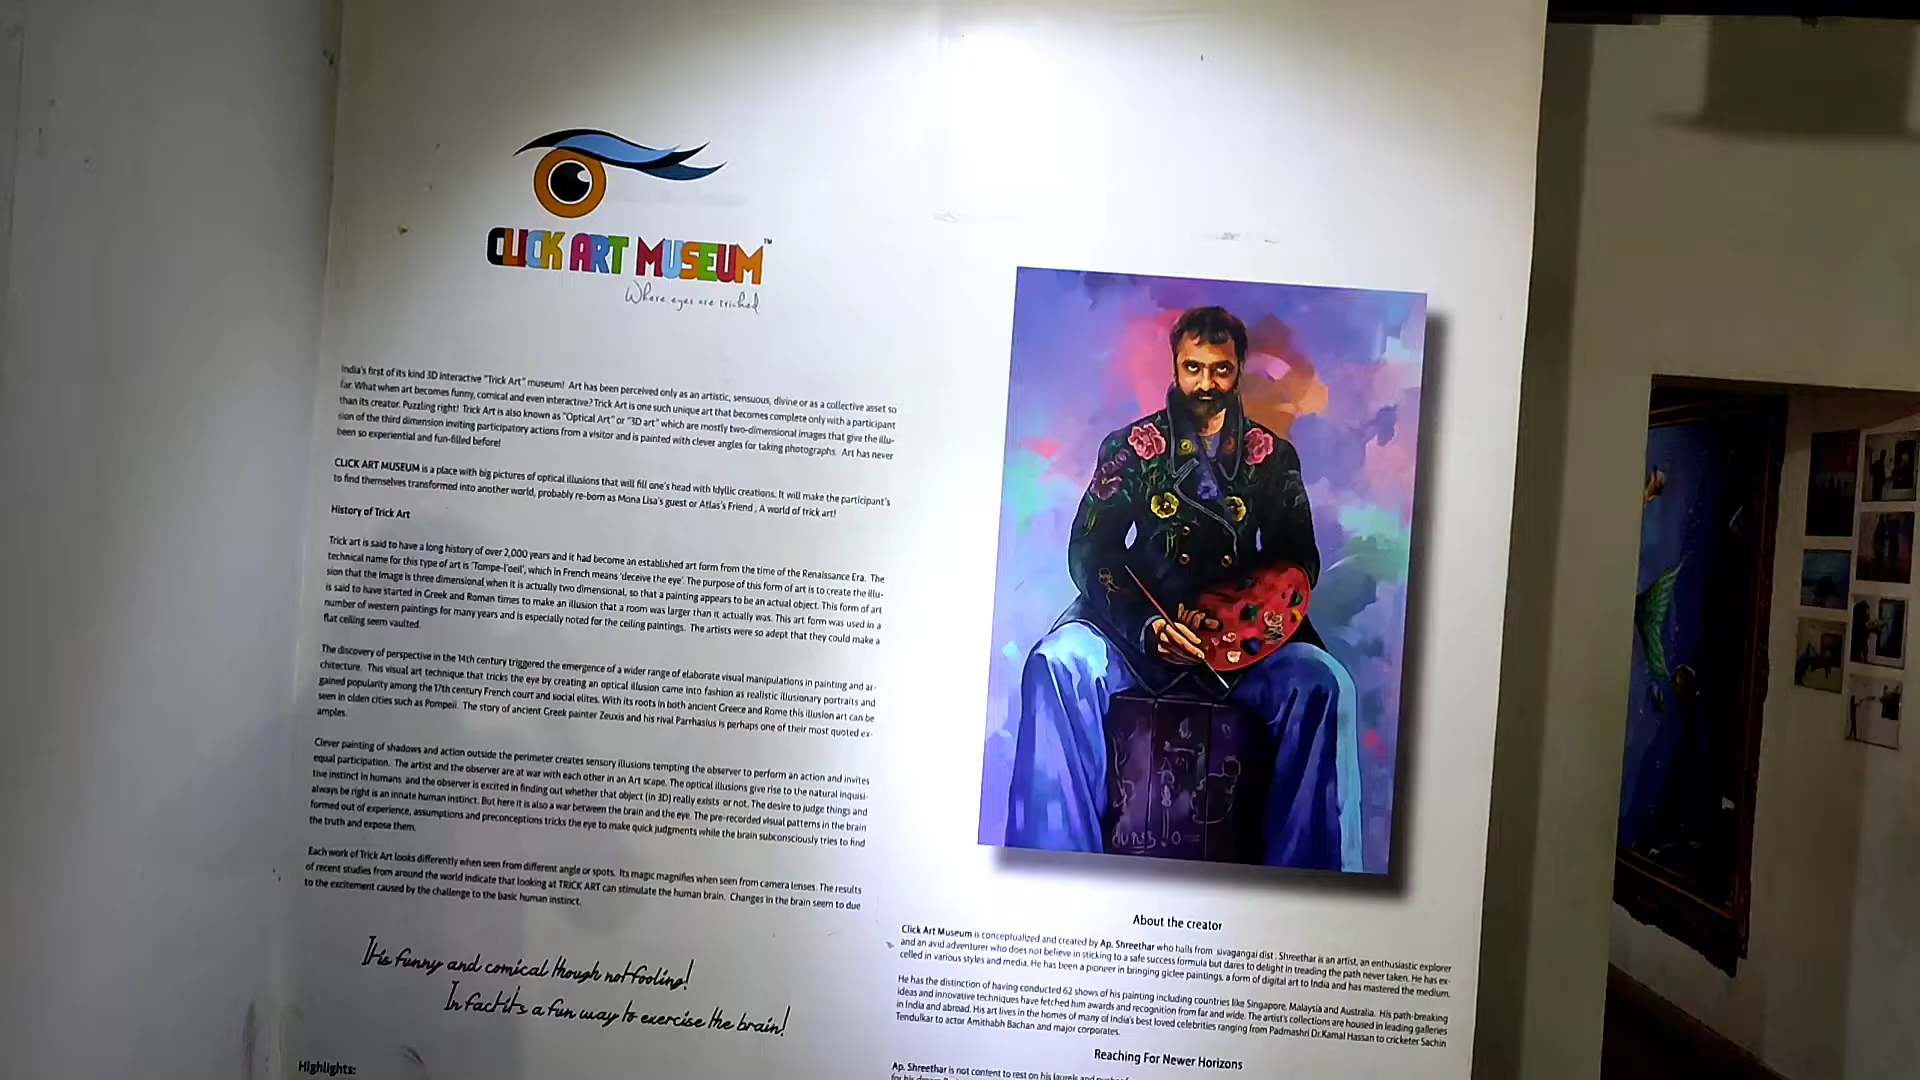 CLICK ART MUSEUM™
Where eyes are tricked
India's first of its kind 3D interactive "Trick Art" museum! Art has been perceived only as an artistic, sensuous, divine or as a collective asset so
far. What when art becomes funny, comical and even interactive? Trick Art is one such unique art that becomes complete only with a participant
than its creator. Puzzling right! Trick Art is also known as "Optical Art" or "3D art" which are mostly two-dimensional images that give the illu-
sion of the third dimension inviting participatory actions from a visitor and is painted with clever angles for taking photographs. Art has never
been so experiential and fun-filled before!
CLICK ART MUSEUM is a place with big pictures of optical illusions that will fill one's head with Idyllic creations. It will make the participant's
to find themselves transformed into another world, probably re-born as Mona Lisa's guest or Atlas's Friend , A world of trick art!
History of Trick Art
Trick art is said to have a long history of over 2,000 years and it had become an established art form from the time of the Renaissance Era. The
technical name for this type of art is 'Tompe-l'oeil', which in French means 'deceive the eye'. The purpose of this form of art is to create the illu-
sion that the image is three dimensional when it is actually two dimensional, so that a painting appears to be an actual object. This form of art
is said to have started in Greek and Roman times to make an illusion that a room was larger than it actually was. This art form was used in a
number of western paintings for many years and is especially noted for the ceiling paintings. The artists were so adept that they could make a
flat ceiling seem vaulted.
The discovery of perspective in the 14th century triggered the emergence of a wider range of elaborate visual manipulations in painting and ar-
chitecture. This visual art technique that tricks the eye by creating an optical illusion came into fashion as realistic illusionary portraits and
gained popularity among the 17th century French court and social elites. With its roots in both ancient Greece and Rome this illusion art can be
seen in olden cities such as Pompeii. The story of ancient Greek painter Zeuxis and his rival Parrhasius is perhaps one of their most quoted ex-
amples.
Clever painting of shadows and action outside the perimeter creates sensory illusions tempting the observer to perform an action and invites
equal participation. The artist and the observer are at war with each other in an Art scape. The optical illusions give rise to the natural inquisi-
tive instinct in humans and the observer is excited in finding out whether that object (in 3D) really exists or not. The desire to judge things and
always be right is an innate human instinct. But here it is also a war between the brain and the eye. The pre-recorded visual patterns in the brain
formed out of experience, assumptions and preconceptions tricks the eye to make quick judgments while the brain subconsciously tries to find
the truth and expose them.
Each work of Trick Art looks differently when seen from different angle or spots. Its magic magnifies when seen from camera lenses. The results
of recent studies from around the world indicate that looking at TRICK ART can stimulate the human brain. Changes in the brain seem to due
to the excitement caused by the challenge to the basic human instinct.
It is funny and comical though not fooling!
In fact it's a fun way to exercise the brain!
Highlights:
About the creator
Click Art Museum is conceptualized and created by Ap. Shreethar who hails from sivagangai dist . Shreethar is an artist, an enthusiastic explorer
and an avid adventurer who does not believe in sticking to a safe success formula but dares to delight in treading the path never taken. He has ex-
celled in various styles and media. He has been a pioneer in bringing giclee paintings, a form of digital art to India and has mastered the medium.
He has the distinction of having conducted 62 shows of his painting including countries like Singapore, Malaysia and Australia. His path-breaking
ideas and innovative techniques have fetched him awards and recognition from far and wide. The artist's collections are housed in leading galleries
in India and abroad. His art lives in the homes of many of India's best loved celebrities ranging from Padmashri Dr.Kamal Hassan to cricketer Sachin
Tendulkar to actor Amithabh Bachan and major corporates.
Reaching For Newer Horizons
Ap. Shreethar is not content to rest on his laurels and